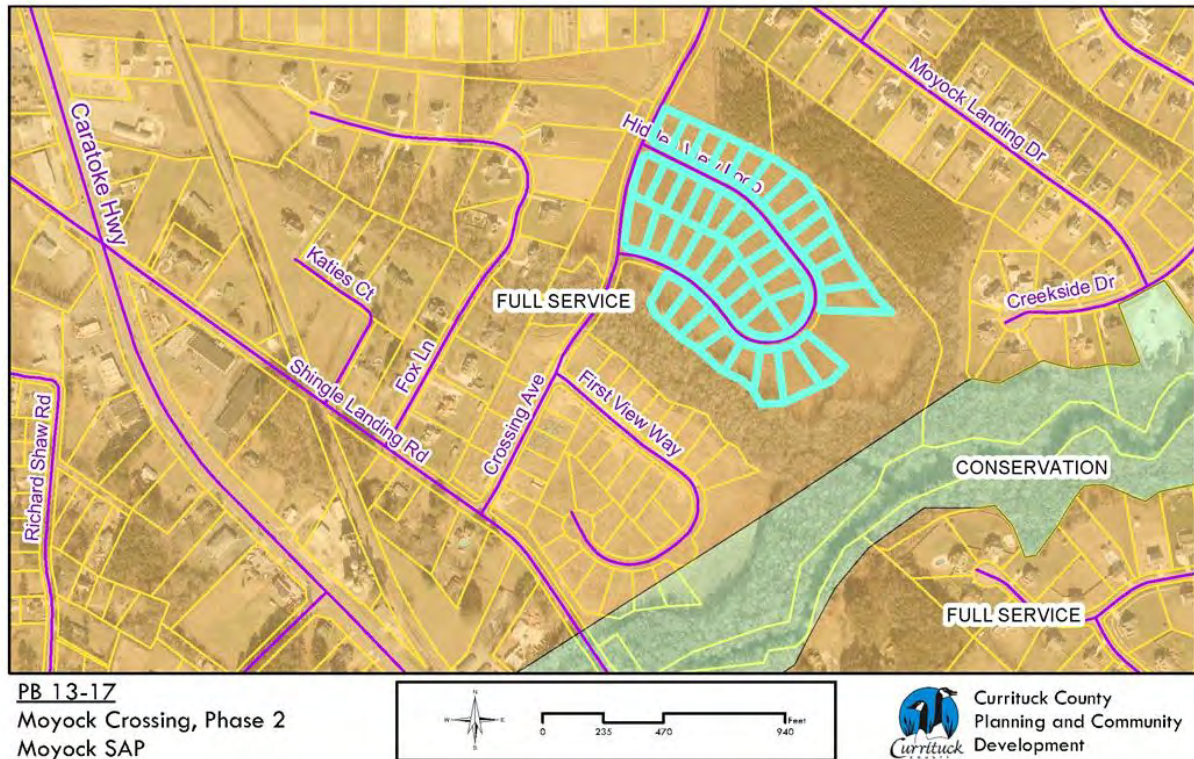 Caratoke Hwy
Moyock Landing Dr
Katies Ct
FULL SERVICE
Creekside Dr
Shingle Landing Rd
Fox Ln
First View Way
Crossing Ave
Richard Shaw Rd
CONSERVATION
FULL SERVICE
PB 13-17
Moyock Crossing, Phase 2
Moyock SAP
N
W E
S
Feet
0 235 470 940
Currituck
COUNTY
Currituck County
Planning and Community
Development